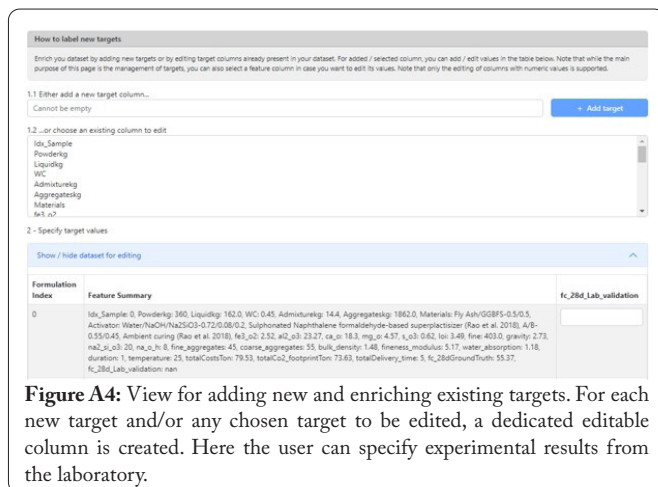 How to label new targets
Enrich you dataset by adding new targets or by editing target columns already present in your dataset. For added / selected column, you can add / edit values in the table below. Note that while the main
purpose of this page is the management of targets, you can also select a feature column in case you want to edit its values. Note that only the editing of columns with numeric values is supported.
1.1 Either add a new target column...
Cannot be empty
+ Add target
1.2 ...or choose an existing column to edit
Idx_Sample
Powderkg
Liquidkg
WC
Admixturekg
Aggregateskg
Materials
fe3_o2
2 - Specify target values
Show / hide dataset for editing
Formulation
Index
Feature Summary
fc_28d_Lab_validation
0
Idx_Sample: 0, Powderkg: 360, Liquidkg: 162.0, WC: 0.45, Admixturekg: 14.4, Aggregateskg: 1862.0, Materials: Fly Ash/GGBFS-0.5/0.5,
Activator: Water/NaOH/Na2SiO3-0.72/0.08/0.2, Sulphonated Naphthalene formaldehyde-based superplactisizer (Rao et al. 2018), A/B-
0.55/0.45, Ambient curing (Rao et al. 2018), fe3_o2: 2.52, al2_o3: 23.27, ca_o: 18.3, mg_o: 4.57, s_o3: 0.62, loi: 3.49, fine: 403.0, gravity: 2.73,
na2_si_o3: 20, na_o_h: 8, fine_aggregates: 45, coarse_aggregates: 55, bulk_density: 1.48, fineness_modulus: 5.17, water_absorption: 1.18,
duration: 1, temperature: 25, totalCostsTon: 79.53, totalCo2_footprintTon: 73.63, totalDelivery_time: 5, fc_28dGroundTruth: 55.37,
fc_28d_Lab_validation: nan
Figure A4: View for adding new and enriching existing targets. For each
new target and/or any chosen target to be edited, a dedicated editable
column is created. Here the user can specify experimental results from
the laboratory.